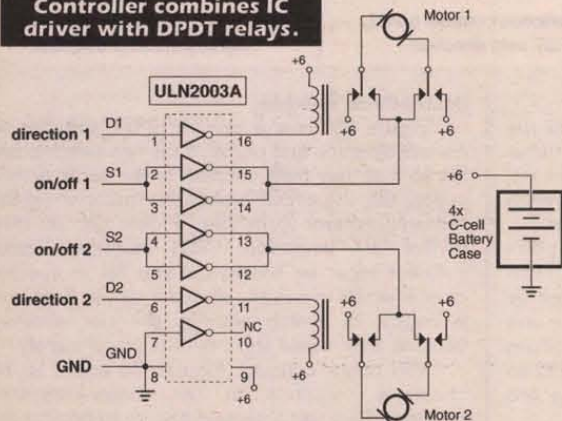 Controller combines IC
driver with DPDT relays.
Motor 1
+6
+6
+6
ULN2003A
direction 1
D1
1
16
on/off 1
S1
2
15
3
14
on/off 2
S2
4
13
5
12
direction 2
D2
6
11
7
NC
10
GND
GND
8
9
+6
+6
4x
C-cell
Battery
Case
+6
+6
+6
Motor 2